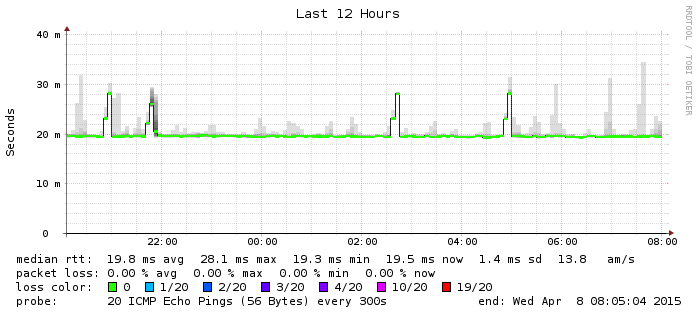 Last 12 Hours
RRDTOOL / TOBI OETIKER
Seconds
40 m
30 m
20 m
10 m
0
22:00 00:00 02:00 04:00 06:00 08:00
median rtt: 19.8 ms avg 28.1 ms max 19.3 ms min 19.5 ms now 1.4 ms sd 13.8 am/s
packet loss: 0.00 % avg 0.00 % max 0.00 % min 0.00 % now
loss color: 0 1/20 2/20 3/20 4/20 10/20 19/20
probe: 20 ICMP Echo Pings (56 Bytes) every 300s end: Wed Apr 8 08:05:04 2015